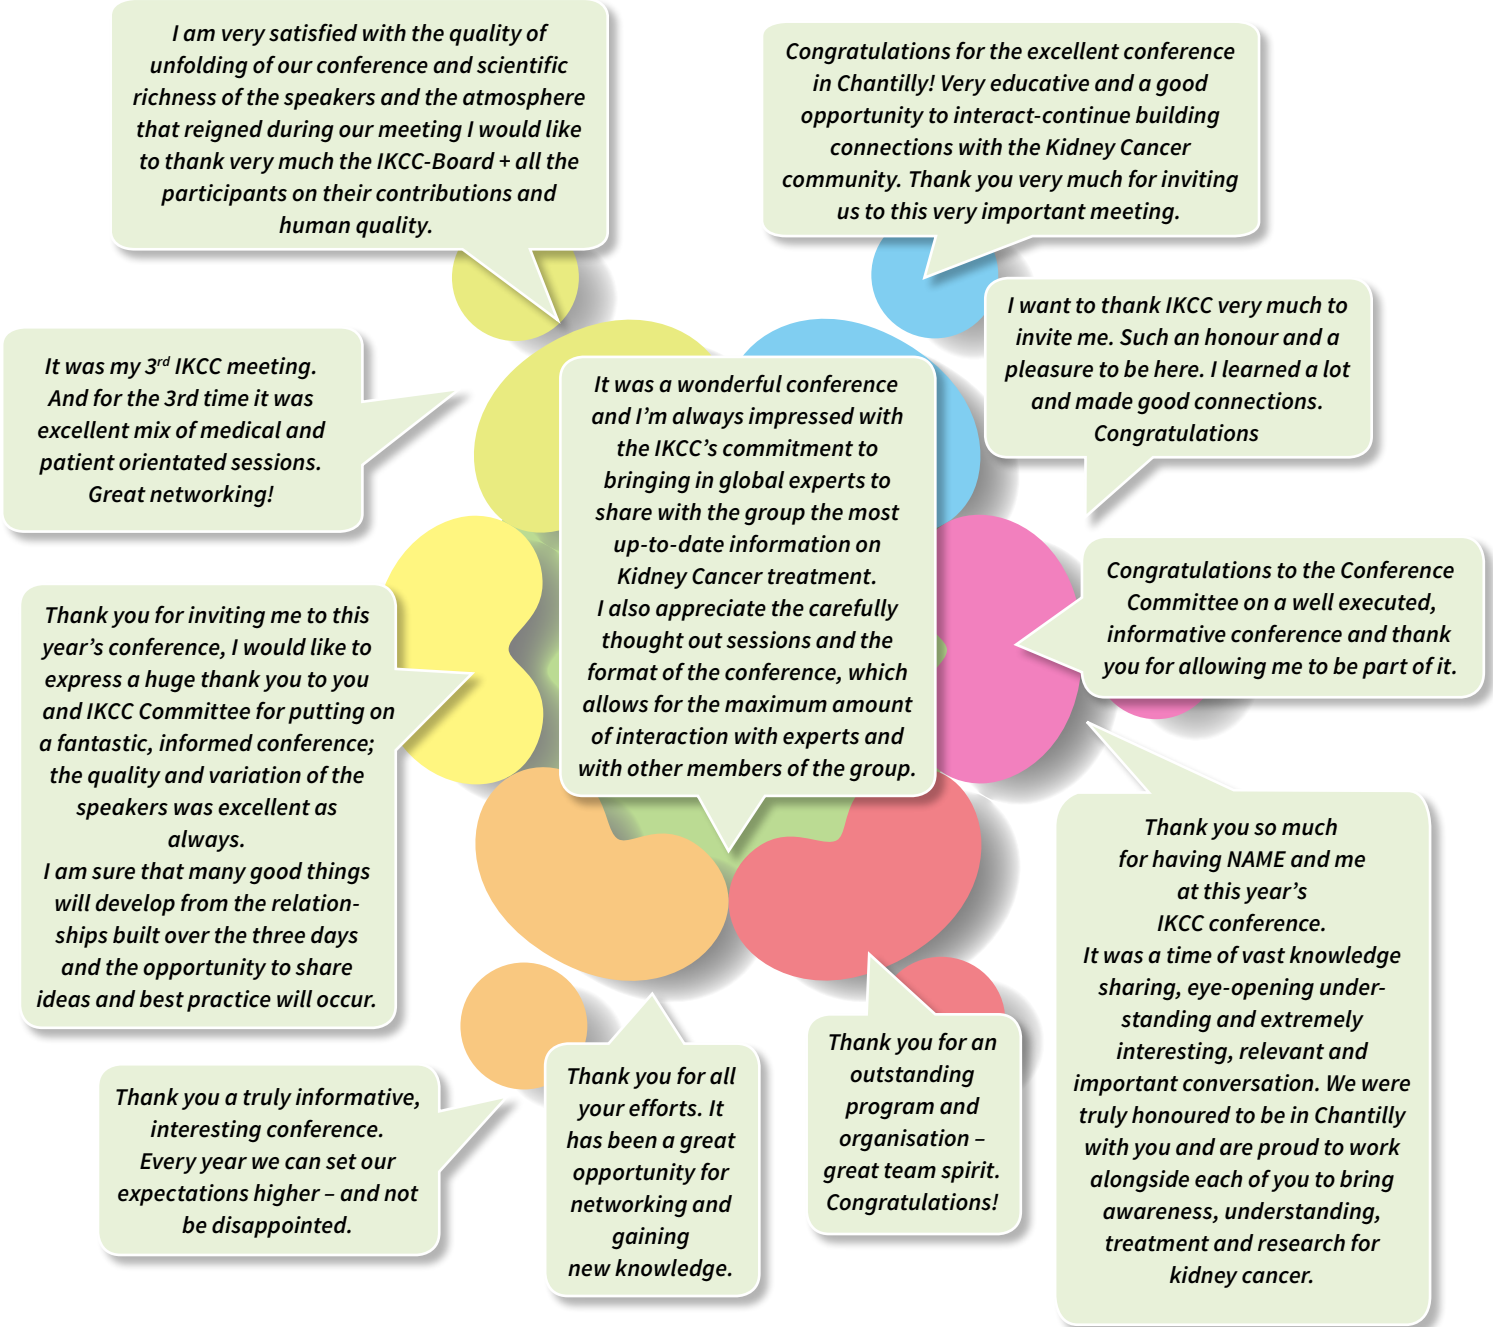 I am very satisfied with the quality of
unfolding of our conference and scientific
richness of the speakers and the atmosphere
that reigned during our meeting I would like
to thank very much the IKCC-Board + all the
participants on their contributions and
human quality.
Congratulations for the excellent conference
in Chantilly! Very educative and a good
opportunity to interact-continue building
connections with the Kidney Cancer
community. Thank you very much for inviting
us to this very important meeting.
I want to thank IKCC very much to
invite me. Such an honour and a
pleasure to be here. I learned a lot
and made good connections.
Congratulations
It was my 3rd IKCC meeting.
And for the 3rd time it was
excellent mix of medical and
patient orientated sessions.
Great networking!
It was a wonderful conference
and I’m always impressed with
the IKCC’s commitment to
bringing in global experts to
share with the group the most
up-to-date information on
Kidney Cancer treatment.
I also appreciate the carefully
thought out sessions and the
format of the conference, which
allows for the maximum amount
of interaction with experts and
with other members of the group.
Congratulations to the Conference
Committee on a well executed,
informative conference and thank
you for allowing me to be part of it.
Thank you for inviting me to this
year’s conference, I would like to
express a huge thank you to you
and IKCC Committee for putting on
a fantastic, informed conference;
the quality and variation of the
speakers was excellent as
always.
I am sure that many good things
will develop from the relation-
ships built over the three days
and the opportunity to share
ideas and best practice will occur.
Thank you so much
for having NAME and me
at this year’s
IKCC conference.
It was a time of vast knowledge
sharing, eye-opening under-
standing and extremely
interesting, relevant and
important conversation. We were
truly honoured to be in Chantilly
with you and are proud to work
alongside each of you to bring
awareness, understanding,
treatment and research for
kidney cancer.
Thank you a truly informative,
interesting conference.
Every year we can set our
expectations higher – and not
be disappointed.
Thank you for all
your efforts. It
has been a great
opportunity for
networking and
gaining
new knowledge.
Thank you for an
outstanding
program and
organisation –
great team spirit.
Congratulations!